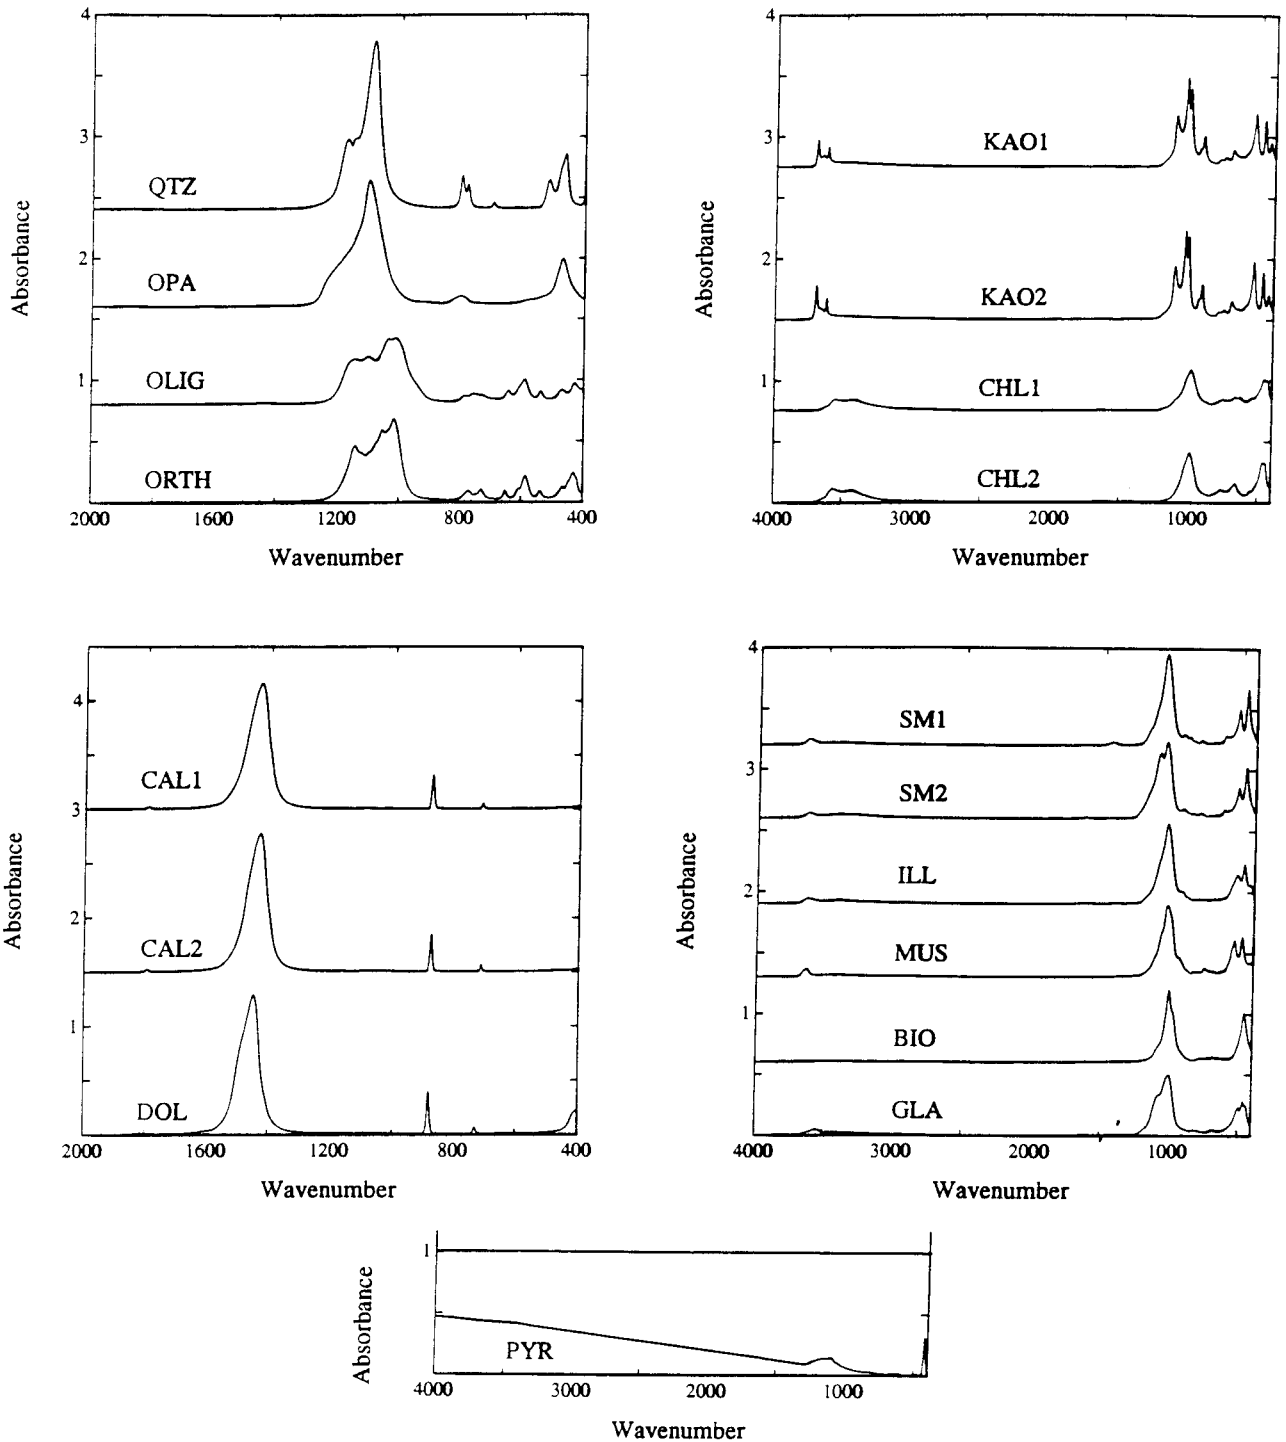 4
3
2
1
Absorbance
QTZ
OPA
OLIG
ORTH
2000 1600 1200 800 400
Wavenumber
4
3
2
1
Absorbance
KAO1
KAO2
CHL1
CHL2
4000 3000 2000 1000
Wavenumber
4
3
2
1
Absorbance
CAL1
CAL2
DOL
2000 1600 1200 800 400
Wavenumber
4
3
2
1
Absorbance
SM1
SM2
ILL
MUS
BIO
GLA
4000 3000 2000 1000
Wavenumber
1
Absorbance
PYR
4000 3000 2000 1000
Wavenumber